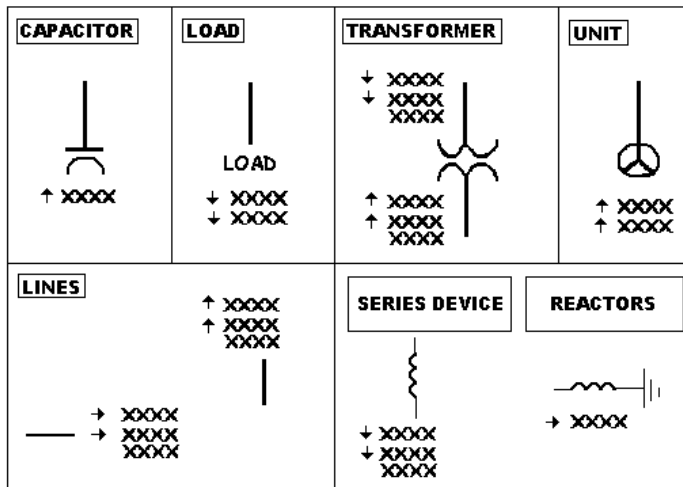 CAPACITOR
↑ XXXX
LOAD
LOAD
↓ XXXX
↓ XXXX
TRANSFORMER
↓ XXXX
↓ XXXX
XXXX
↑ XXXX
↑ XXXX
XXXX
UNIT
↑ XXXX
↑ XXXX
LINES
↑ XXXX
↑ XXXX
XXXX
→ XXXX
→ XXXX
XXXX
SERIES DEVICE
↓ XXXX
↓ XXXX
XXXX
REACTORS
→ XXXX